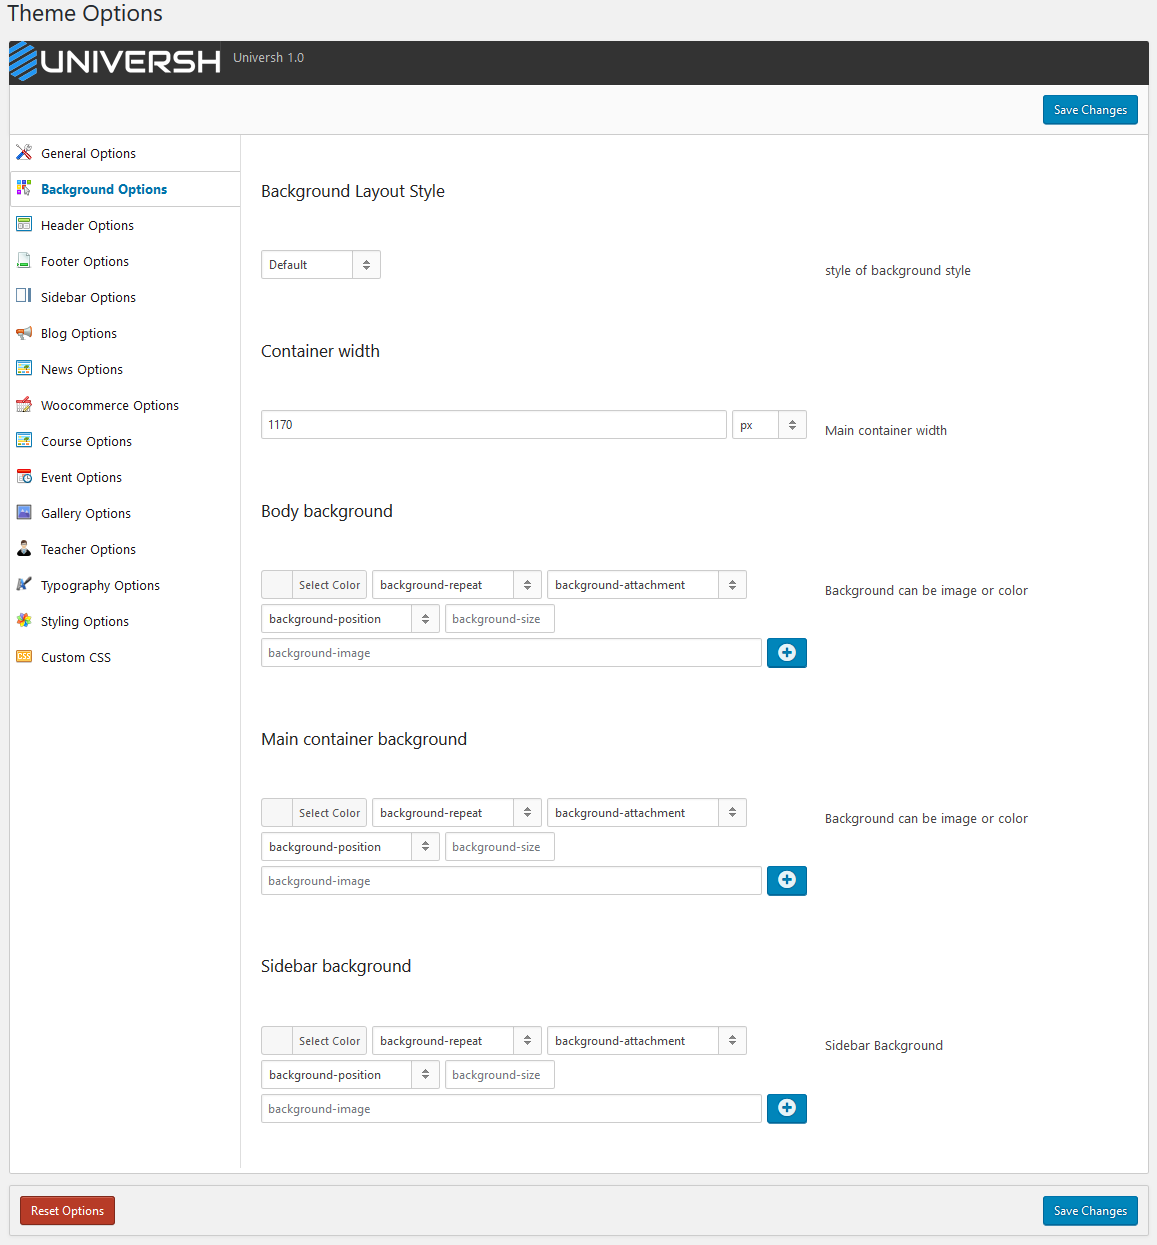 Theme Options
UNIVERSH Universh 1.0
Save Changes
General Options
Background Options
Header Options
Footer Options
Sidebar Options
Blog Options
News Options
Woocommerce Options
Course Options
Event Options
Gallery Options
Teacher Options
Typography Options
Styling Options
CSS Custom CSS
Background Layout Style
Default
style of background style
Container width
1170 px
Main container width
Body background
Select Color background-repeat background-attachment
Background can be image or color
background-position background-size
background-image
Main container background
Select Color background-repeat background-attachment
Background can be image or color
background-position background-size
background-image
Sidebar background
Select Color background-repeat background-attachment
Sidebar Background
background-position background-size
background-image
Reset Options Save Changes